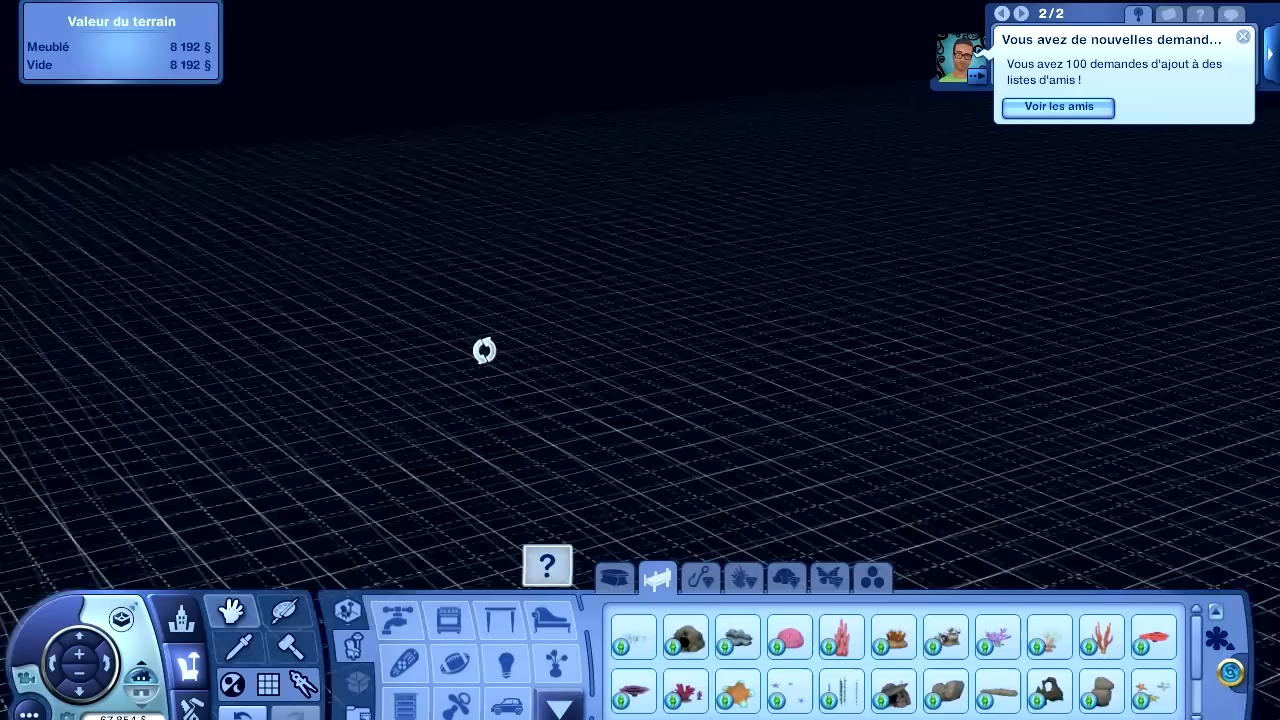 Valeur du terrain
Meublé 8 192 §
Vide 8 192 §
2/2
?
Vous avez de nouvelles demand...
Vous avez 100 demandes d'ajout à des
listes d'amis !
Voir les amis
?